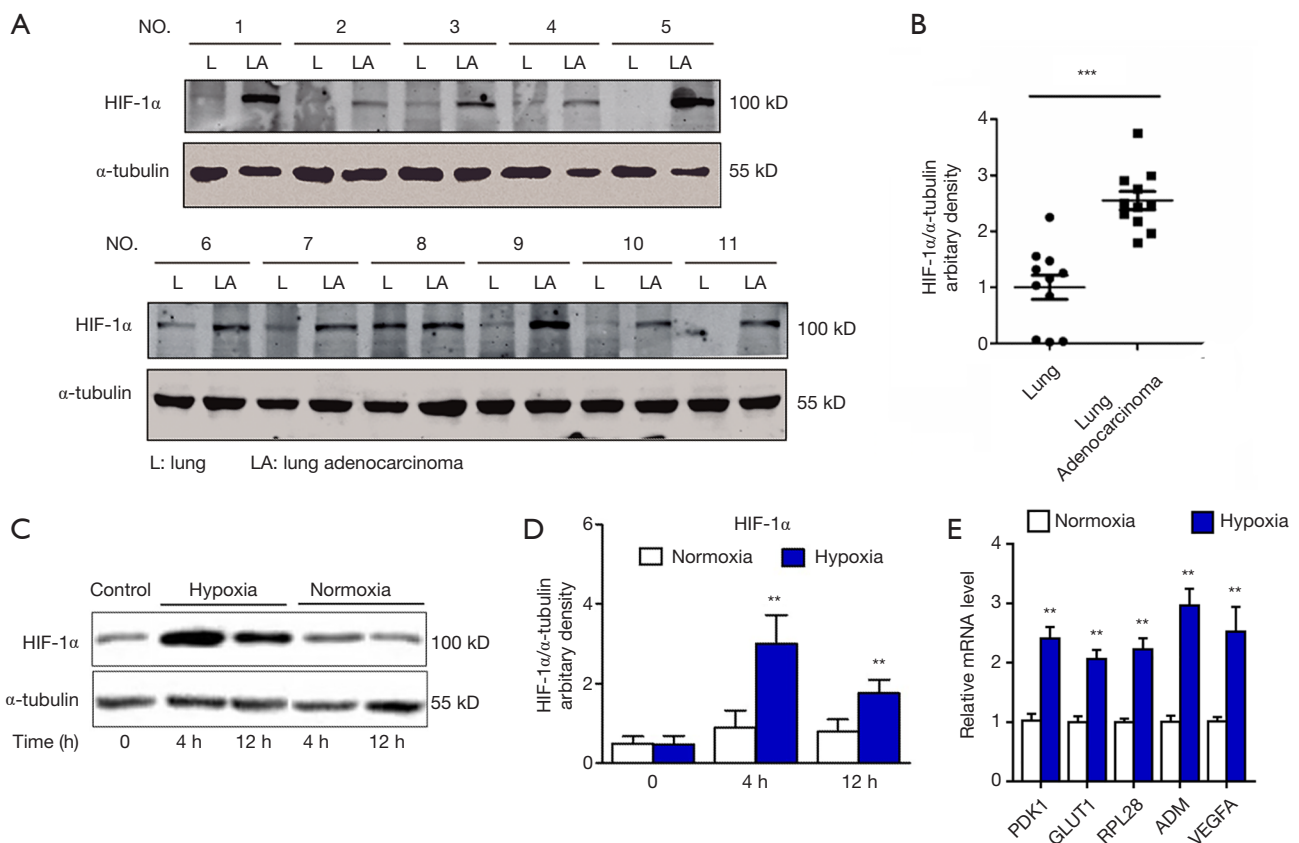 A
NO. 1 2 3 4 5
L LA L LA L LA L LA L LA
HIF-1α 100 kD
α-tubulin 55 kD
NO. 6 7 8 9 10 11
L LA L LA L LA L LA L LA L LA
HIF-1α 100 kD
α-tubulin 55 kD
L: lung LA: lung adenocarcinoma
B
***
4
3
2
1
0
HIF-1α/α-tubulin
arbitary density
Lung
Lung
Adenocarcinoma
C
Control Hypoxia Normoxia
HIF-1α 100 kD
α-tubulin 55 kD
Time (h) 0 4 h 12 h 4 h 12 h
D
HIF-1α
Normoxia Hypoxia
6
4
2
0
HIF-1α/α-tubulin
arbitary density
** **
0 4 h 12 h
E
Normoxia Hypoxia
4
3
2
1
0
Relative mRNA level
** ** ** ** **
PDK1 GLUT1 RPL28 ADM VEGFA